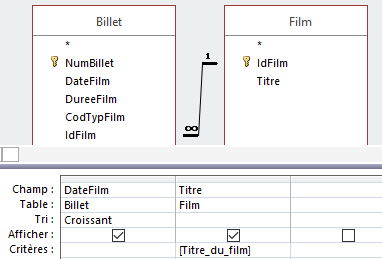 Billet
*
NumBillet
DateFilm
DureeFilm
CodTypFilm
IdFilm
1
∞
Film
*
IdFilm
Titre
Champ : DateFilm Titre
Table : Billet Film
Tri : Croissant
Afficher :
Critères : [Titre_du_film]